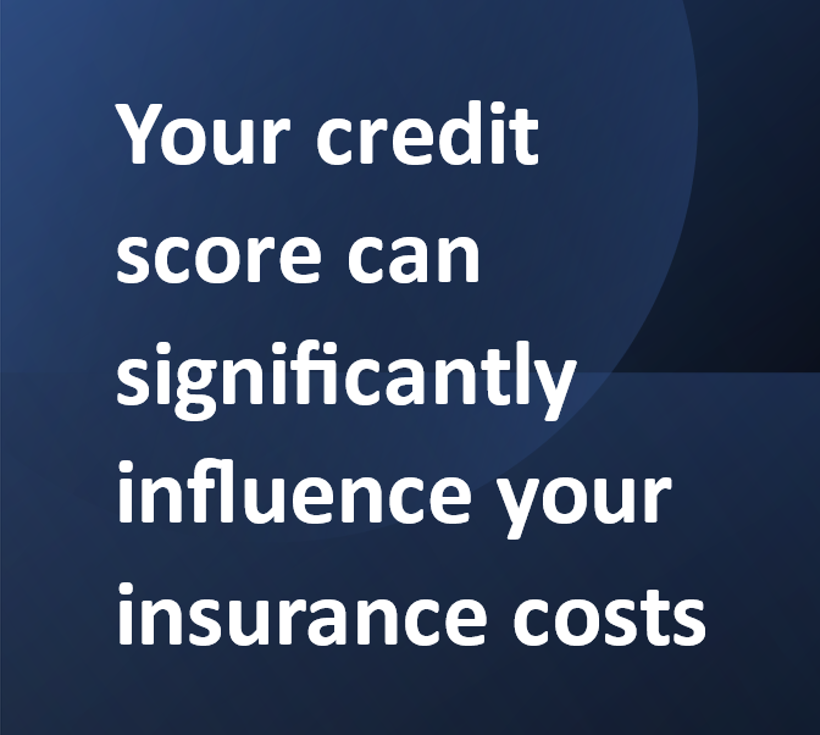 Your credit
score can
significantly
influence your
insurance costs